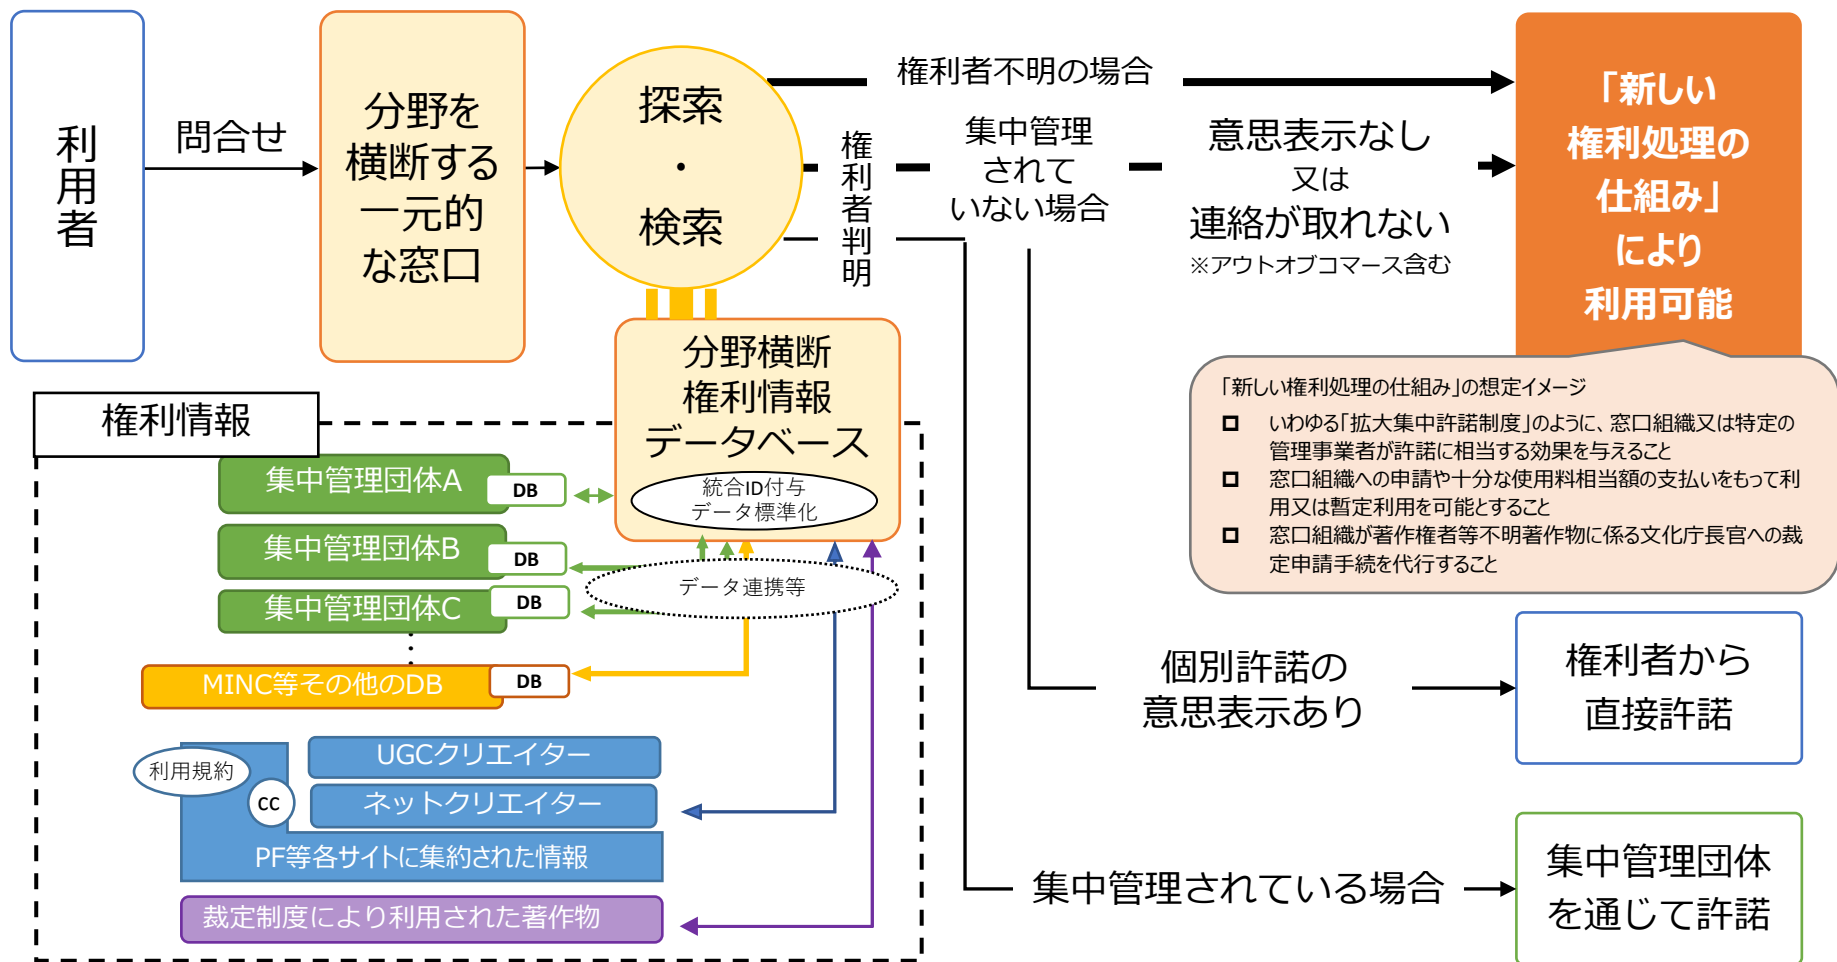 利用者
問合せ
分野を
横断する
一元的
な窓口
探索
・
検索
権利者不明の場合
権利者判明
集中管理
されて
いない場合
意思表示なし
又は
連絡が取れない
※アウトオブコマース含む
「新しい
権利処理の
仕組み」
により
利用可能
「新しい権利処理の仕組み」の想定イメージ
いわゆる「拡大集中許諾制度」のように、窓口組織又は特定の
管理事業者が許諾に相当する効果を与えること
窓口組織への申請や十分な使用料相当額の支払いをもって利
用又は暫定利用を可能とすること
窓口組織が著作権者等不明著作物に係る文化庁長官への裁
定申請手続を代行すること
分野横断
権利情報
データベース
統合ID付与
データ標準化
データ連携等
権利情報
集中管理団体A
DB
集中管理団体B
DB
集中管理団体C
DB
MINC等その他のDB
DB
利用規約
CC
UGCクリエイター
ネットクリエイター
PF等各サイトに集約された情報
裁定制度により利用された著作物
個別許諾の
意思表示あり
権利者から
直接許諾
集中管理されている場合
集中管理団体
を通じて許諾